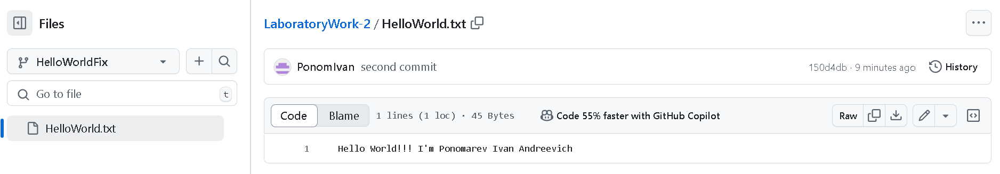 Files
HelloWorldFix
Go to file
t
HelloWorld.txt
LaboratoryWork-2 / HelloWorld.txt
PonomIvan second commit
150d4db · 9 minutes ago
History
Code
Blame
1 lines (1 loc) · 45 Bytes
Code 55% faster with GitHub Copilot
Raw
1 Hello World!!! I'm Ponomarev Ivan Andreevich